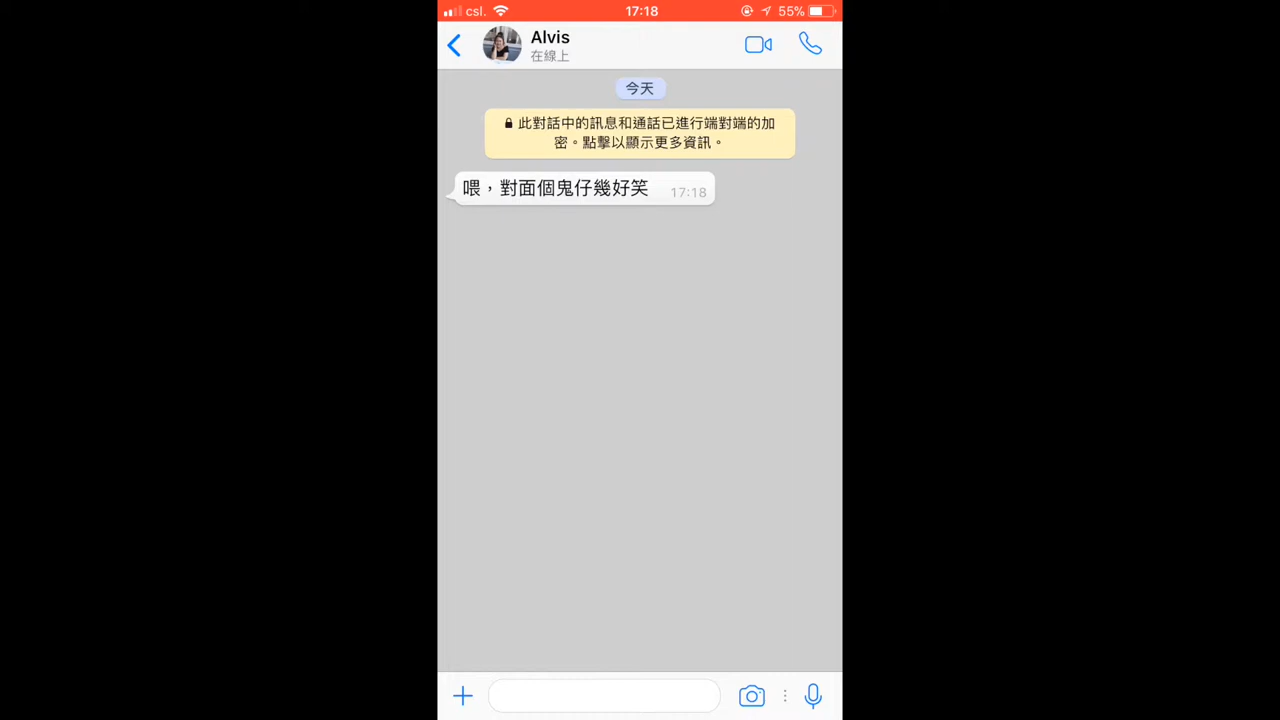 csl.
17:18
55%
Alvis
在線上
今天
此對話中的訊息和通話已進行端對端的加
密。點擊以顯示更多資訊。
喂，對面個鬼仔幾好笑
17:18